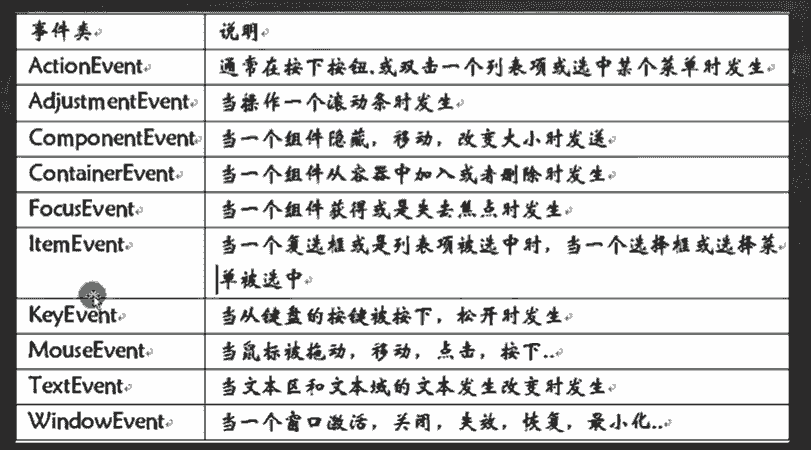 事件类 说明
ActionEvent 通常在按下按钮,或双击一个列表项或选中某个菜单时发生
AdjustmentEvent 当操作一个滚动条时发生
ComponentEvent 当一个组件隐藏，移动，改变大小时发送
ContainerEvent 当一个组件从容器中加入或者删除时发生
FocusEvent 当一个组件获得或是失去焦点时发生
ItemEvent 当一个复选框或是列表项被选中时，当一个选择框或选择菜
单被选中
KeyEvent 当从键盘的按键被按下，松开时发生
MouseEvent 当鼠标被拖动，移动，点击，按下..
TextEvent 当文本区和文本域的文本发生改变时发生
WindowEvent 当一个窗口激活，关闭，失效，恢复，最小化..